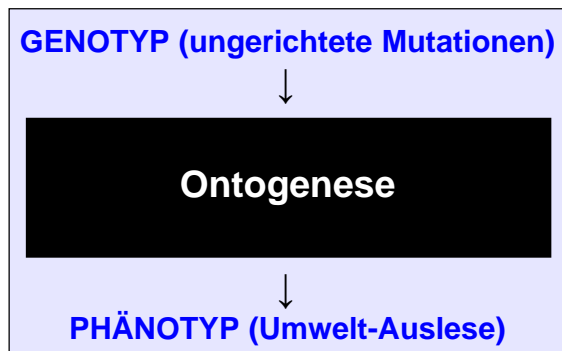 GENOTYP (ungerichtete Mutationen)
↓
Ontogenese
↓
PHÄNOTYP (Umwelt-Auslese)